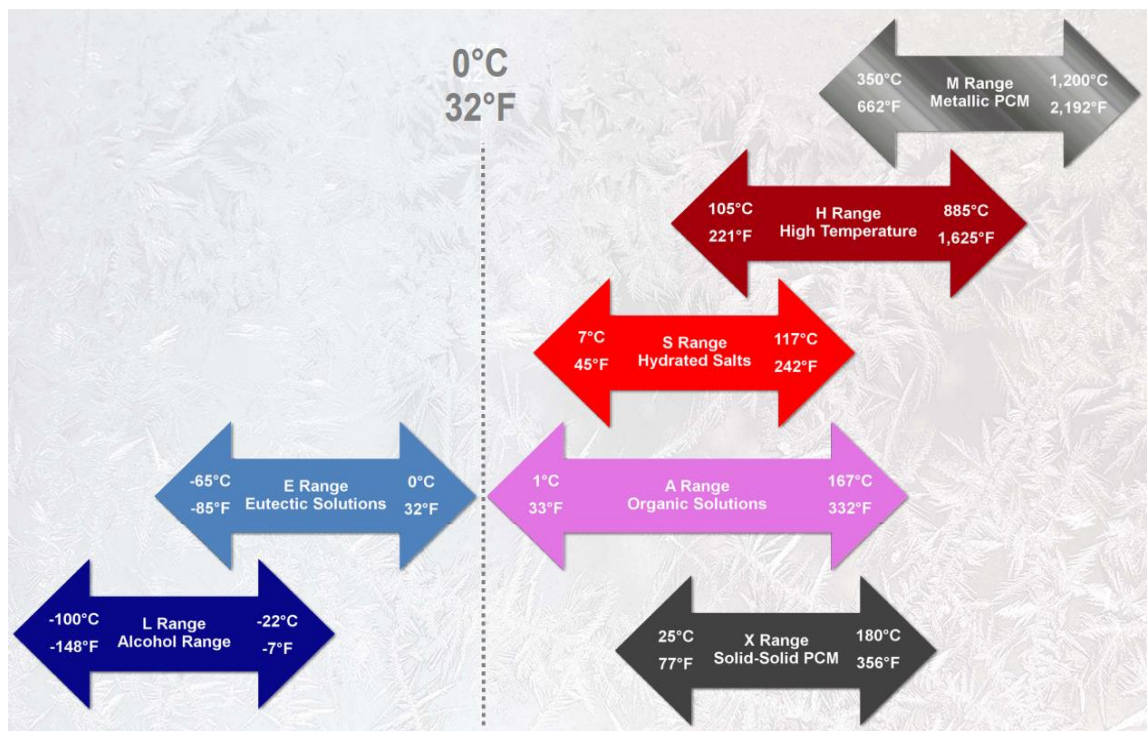 0°C
32°F
350°C
662°F
M Range
Metallic PCM
1,200°C
2,192°F
105°C
221°F
H Range
High Temperature
885°C
1,625°F
7°C
45°F
S Range
Hydrated Salts
117°C
242°F
-65°C
-85°F
E Range
Eutectic Solutions
0°C
32°F
1°C
33°F
A Range
Organic Solutions
167°C
332°F
-100°C
-148°F
L Range
Alcohol Range
-22°C
-7°F
25°C
77°F
X Range
Solid-Solid PCM
180°C
356°F